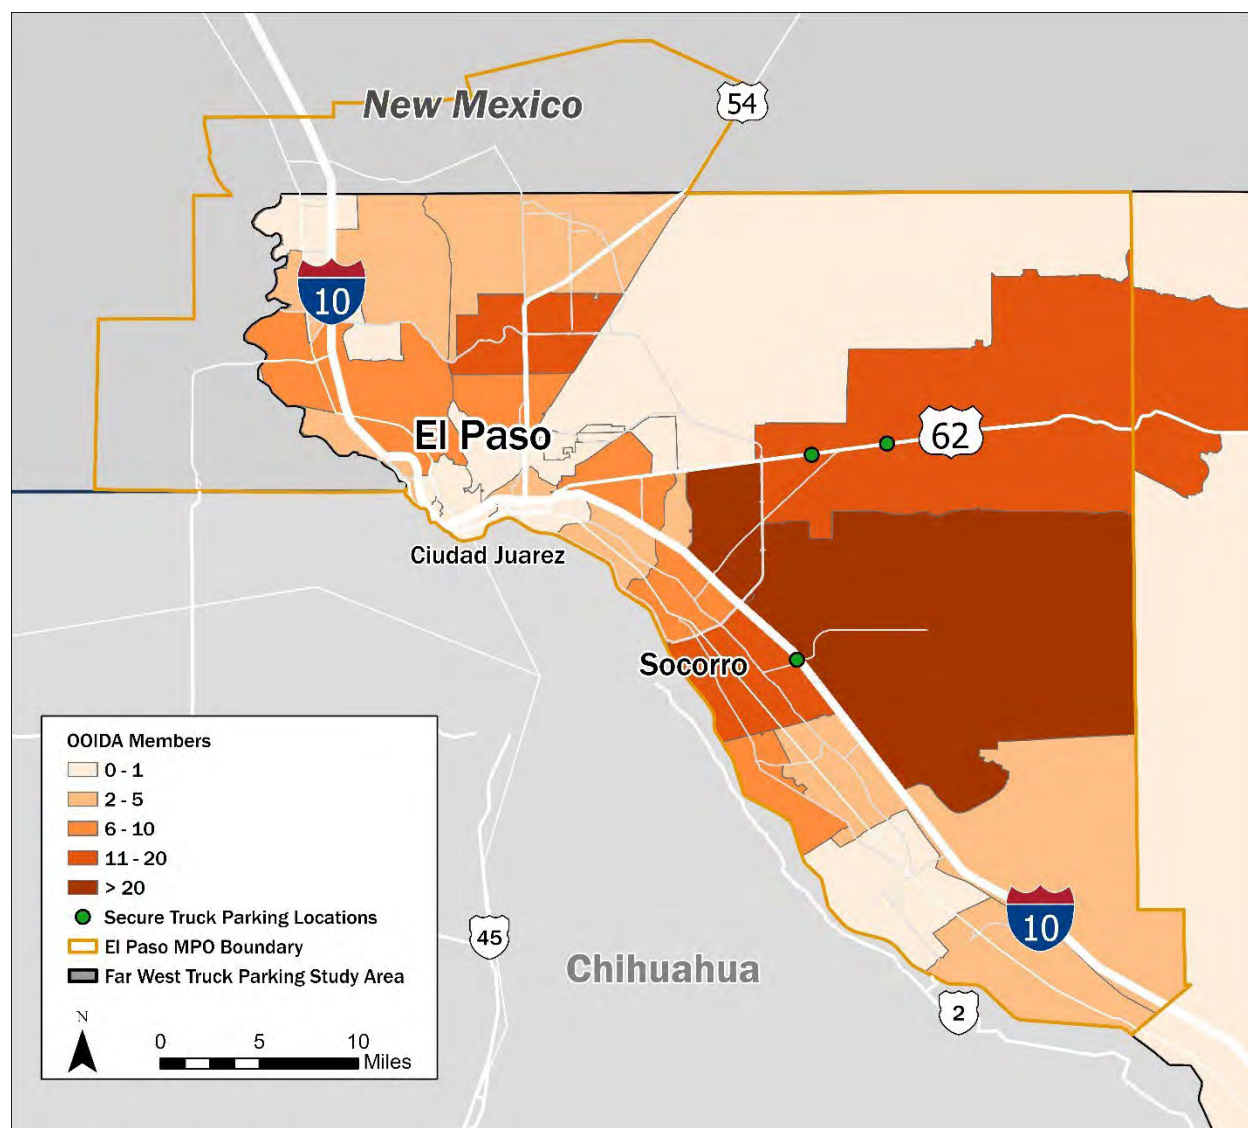 New Mexico
54
10
El Paso
62
Ciudad Juarez
Socorro
OOIDA Members
0 - 1
2 - 5
6 - 10
11 - 20
> 20
Secure Truck Parking Locations
El Paso MPO Boundary
Far West Truck Parking Study Area
N
0 5 10
Miles
45
Chihuahua
10
2